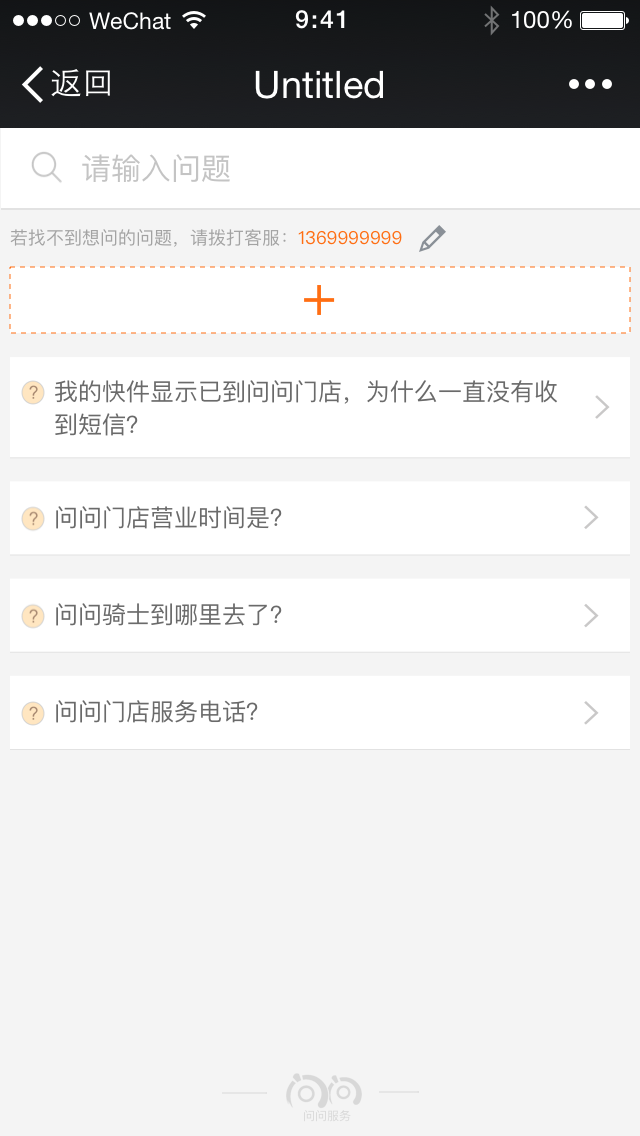 WeChat 9:41 100%
返回 Untitled
请输入问题
若找不到想问的问题，请拨打客服：1369999999
我的快件显示已到问问门店，为什么一直没有收
到短信？
问问门店营业时间是？
问问骑士到哪里去了？
问问门店服务电话？
问问服务